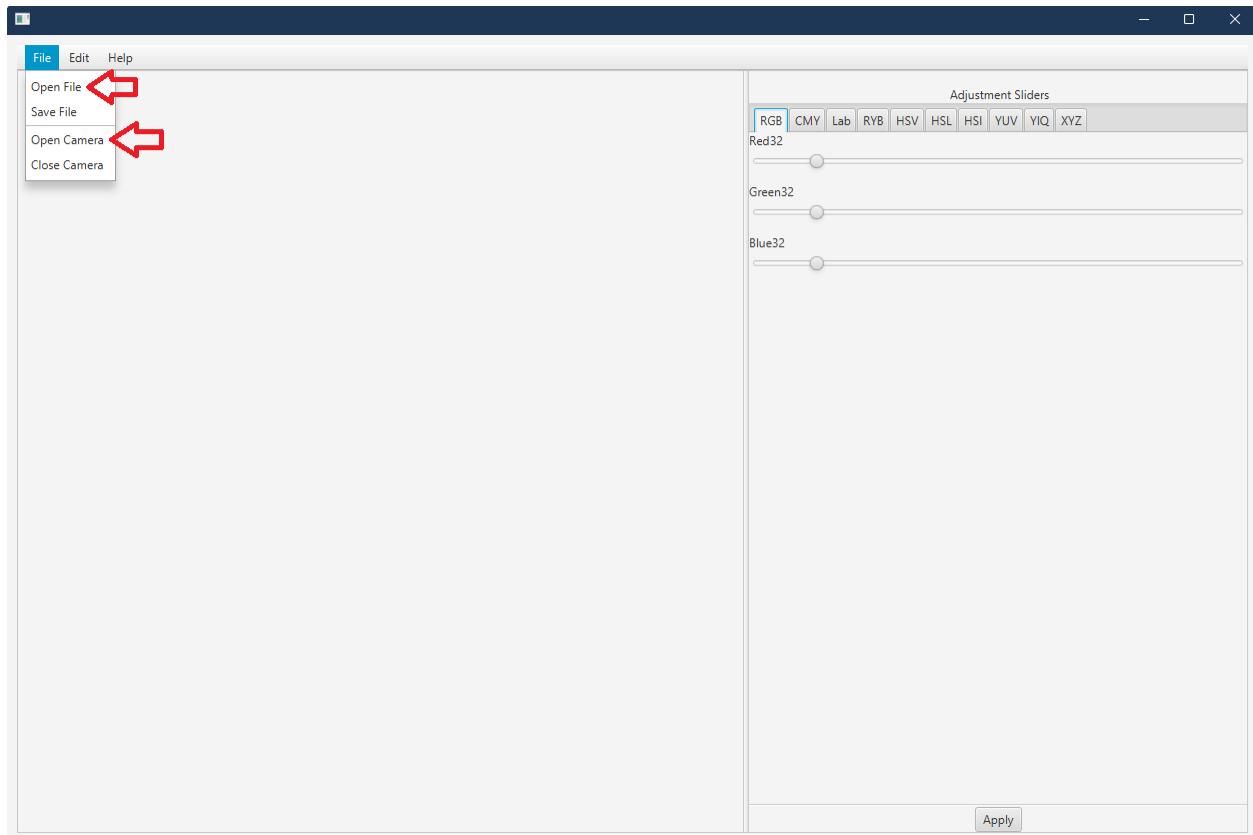 File Edit Help
Open File
Save File
Open Camera
Close Camera
Adjustment Sliders
RGB CMY Lab RYB HSV HSL HSI YUV YIQ XYZ
Red32
Green32
Blue32
Apply